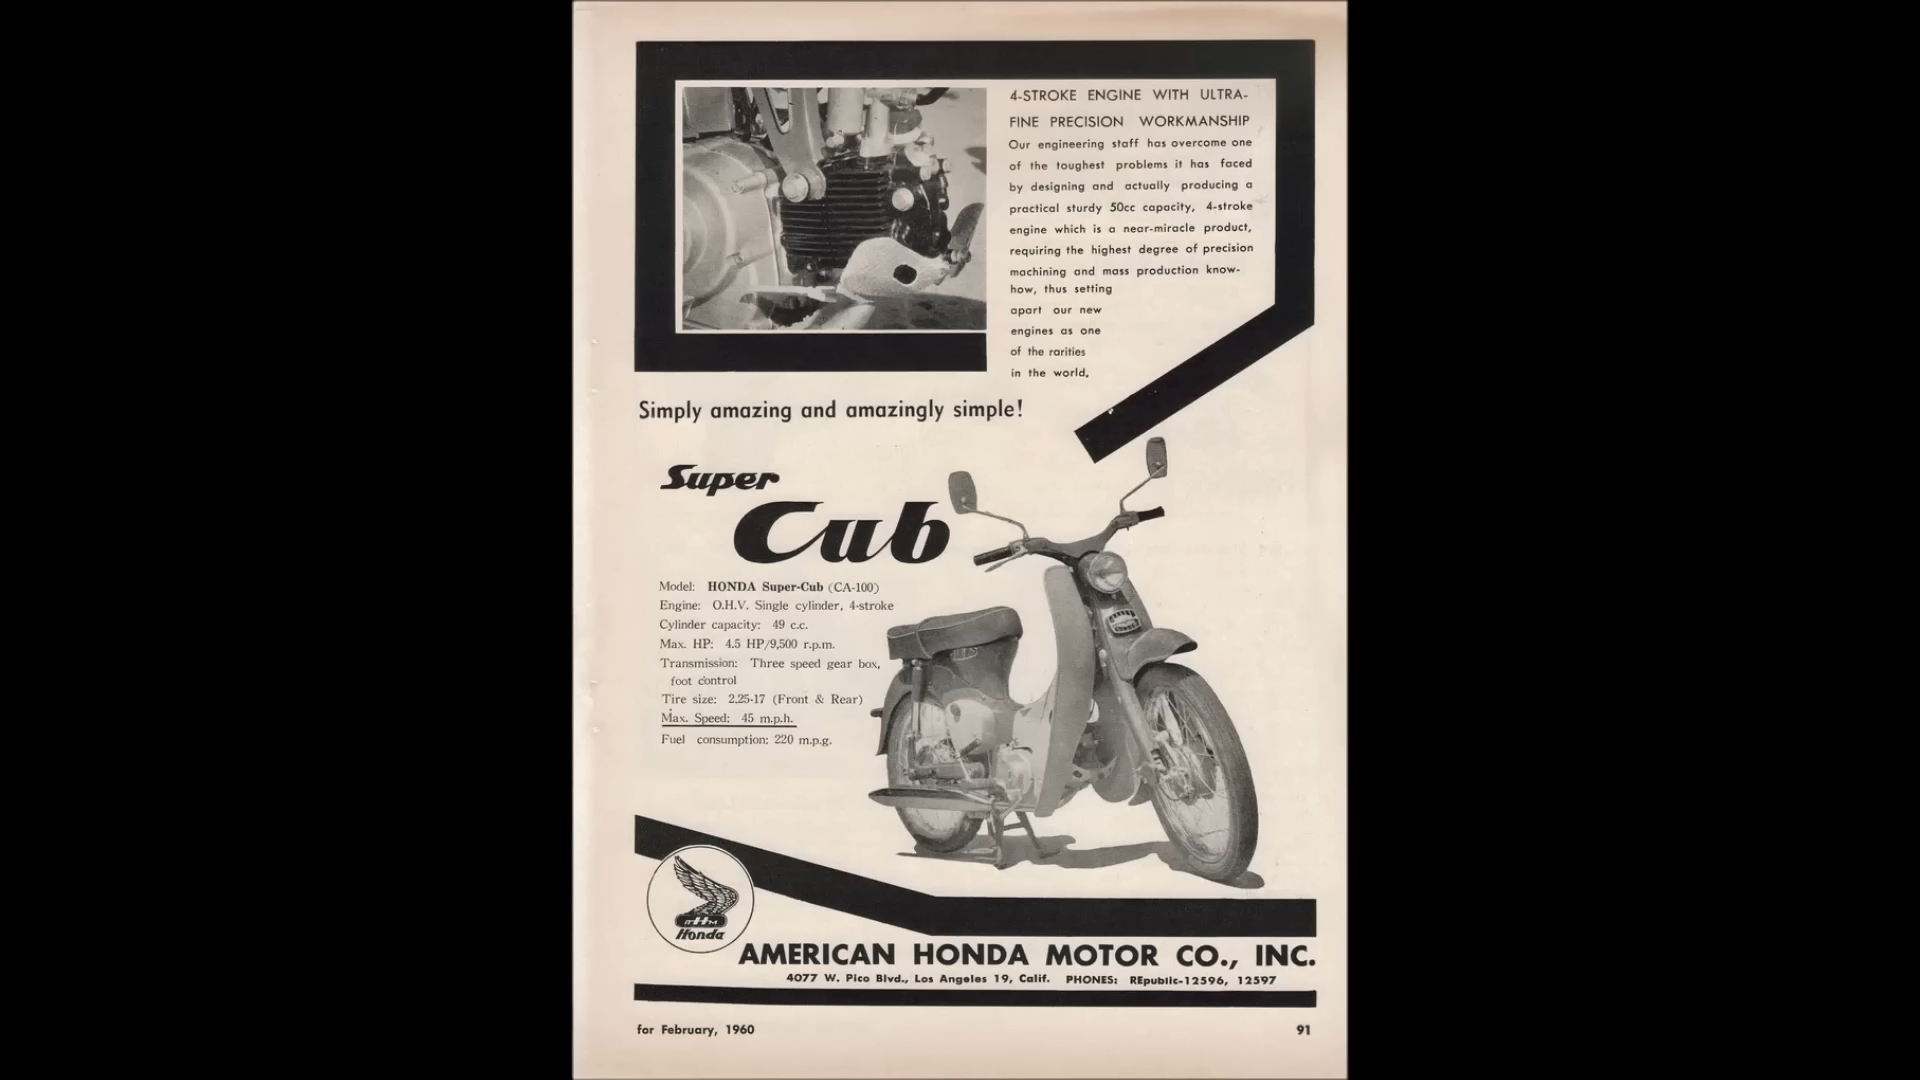 4-STROKE ENGINE WITH ULTRA-
FINE PRECISION WORKMANSHIP
Our engineering staff has overcome one
of the toughest problems it has faced
by designing and actually producing a
practical sturdy 50cc capacity, 4-stroke
engine which is a near-miracle product,
requiring the highest degree of precision
machining and mass production know-
how, thus setting
apart our new
engines as one
of the rarities
in the world.
Simply amazing and amazingly simple!
Super
Cub
Model: HONDA Super-Cub (CA-100)
Engine: O.H.V. Single cylinder, 4-stroke
Cylinder capacity: 49 c.c.
Max. HP: 4.5 HP/9,500 r.p.m.
Transmission: Three speed gear box,
foot control
Tire size: 2.25-17 (Front & Rear)
Max. Speed: 45 m.p.h.
Fuel consumption: 220 m.p.g.
HM
Honda
AMERICAN HONDA MOTOR CO., INC.
4077 W. Pico Blvd., Los Angeles 19, Calif. PHONES: REpublic-12596, 12597
for February, 1960
91